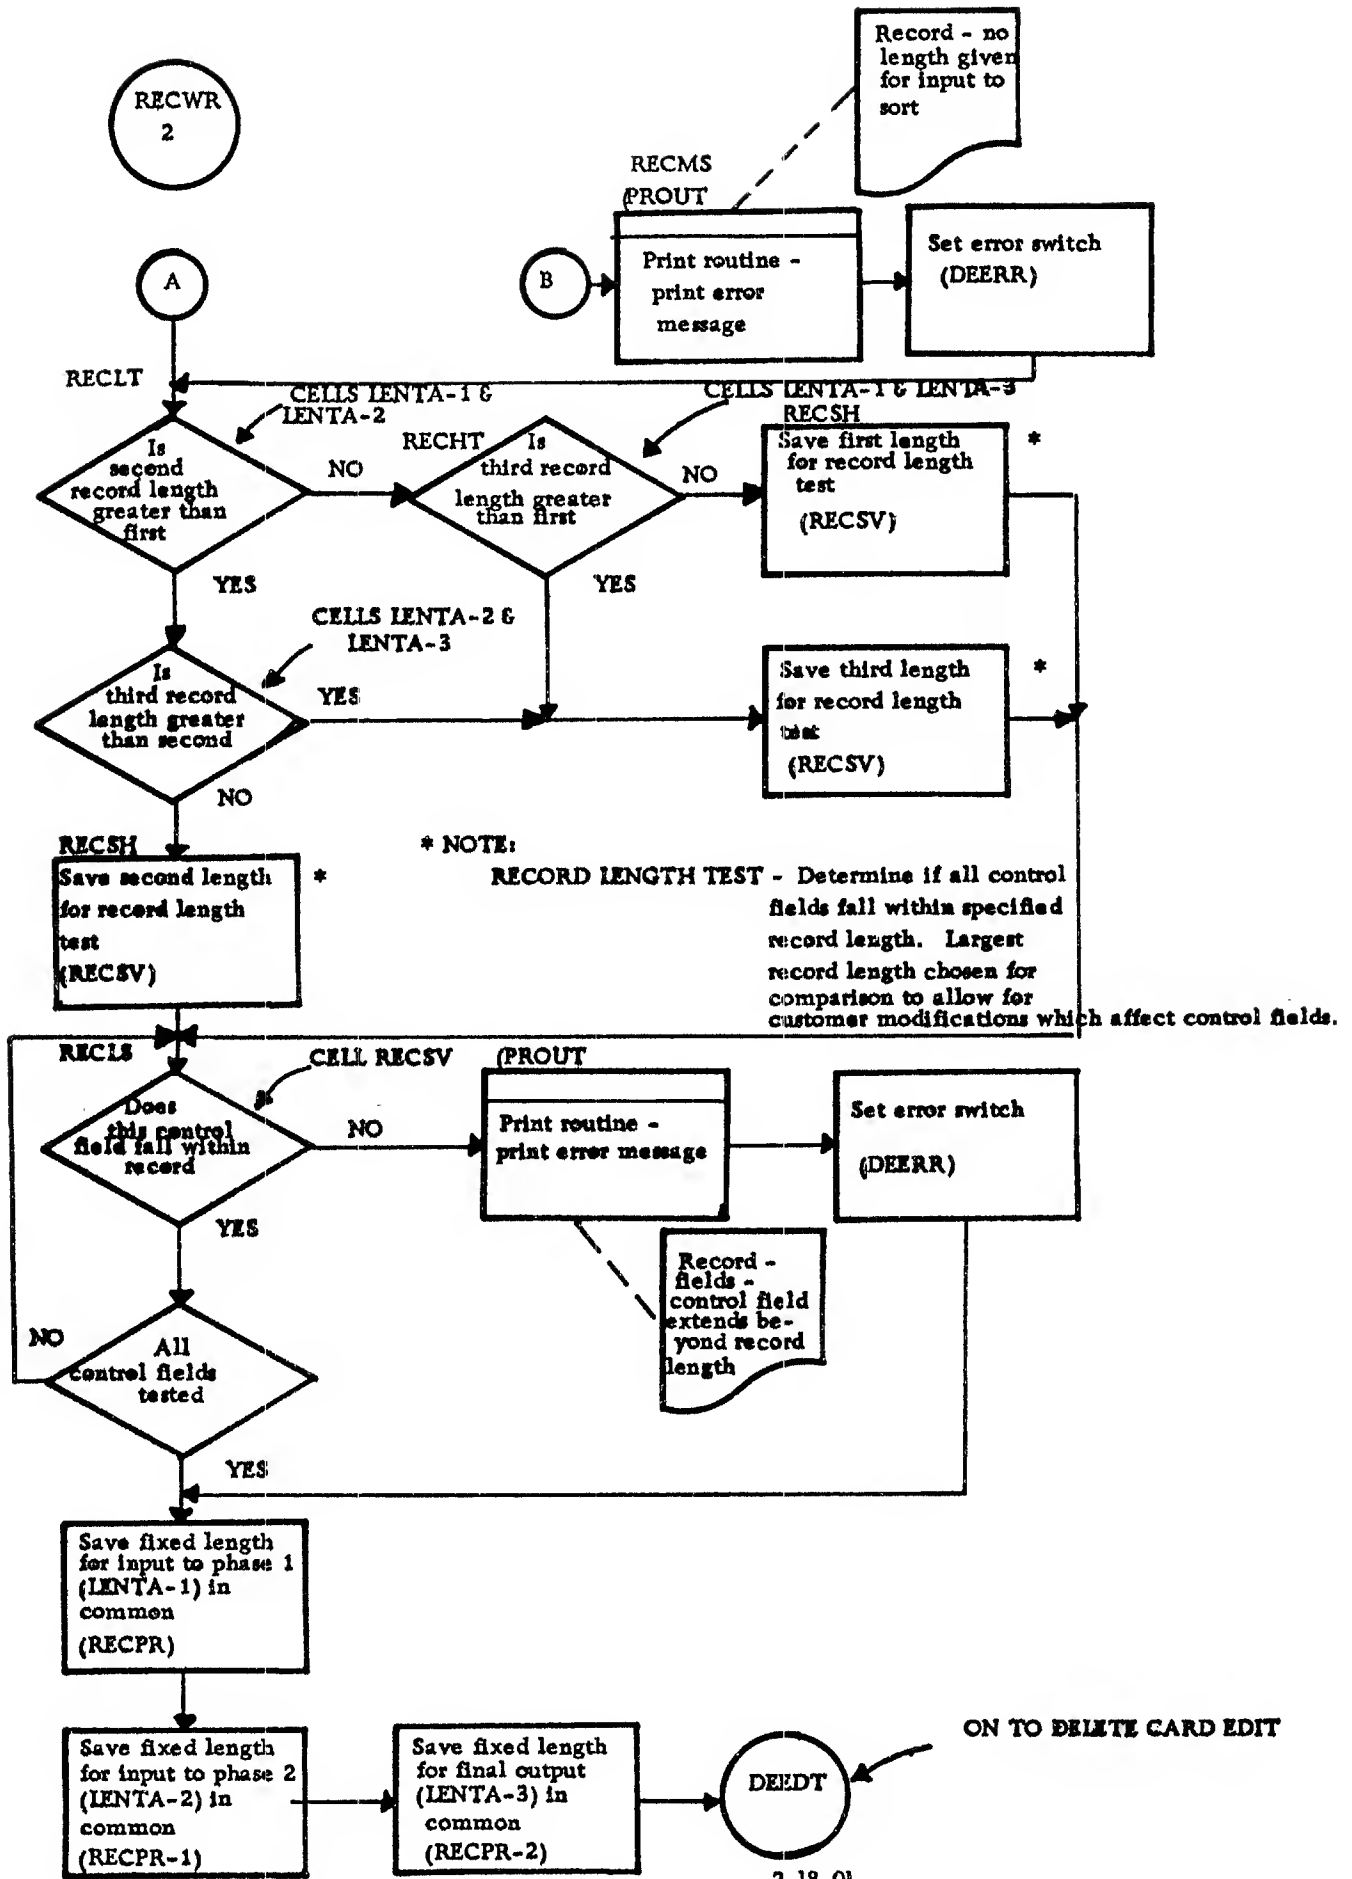 Record - no
length given
for input to
sort
RECWR
2
RECMS
(PROUT
Print routine -
print error
message
Set error switch
(DEERR)
A
B
RECLT
CELLS LENTA-1 &
LENTA-2
CELLS LENTA-1 & LENTA-3
Is
second
record length
greater than
first
NO
RECHT
Is
third record
length greater
than first
NO
RECSH
Save first length
for record length
test
(RECSV)
*
YES
YES
CELLS LENTA-2 &
LENTA-3
Is
third record
length greater
than second
YES
Save third length
for record length
test
(RECSV)
*
NO
RECSH
Save second length
for record length
test
(RECSV)
*
* NOTE:
RECORD LENGTH TEST - Determine if all control
fields fall within specified
record length. Largest
record length chosen for
comparison to allow for
customer modifications which affect control fields.
RECLS
CELL RECSV
Does
this control
field fall within
record
NO
(PROUT
Print routine -
print error message
Set error switch
(DEERR)
YES
Record -
fields -
control field
extends be-
yond record
length
NO
All
control fields
tested
YES
Save fixed length
for input to phase 1
(LENTA-1) in
common
(RECPR)
Save fixed length
for input to phase 2
(LENTA-2) in
common
(RECPR-1)
Save fixed length
for final output
(LENTA-3) in
common
(RECPR-2)
DEEDT
ON TO DELETE CARD EDIT